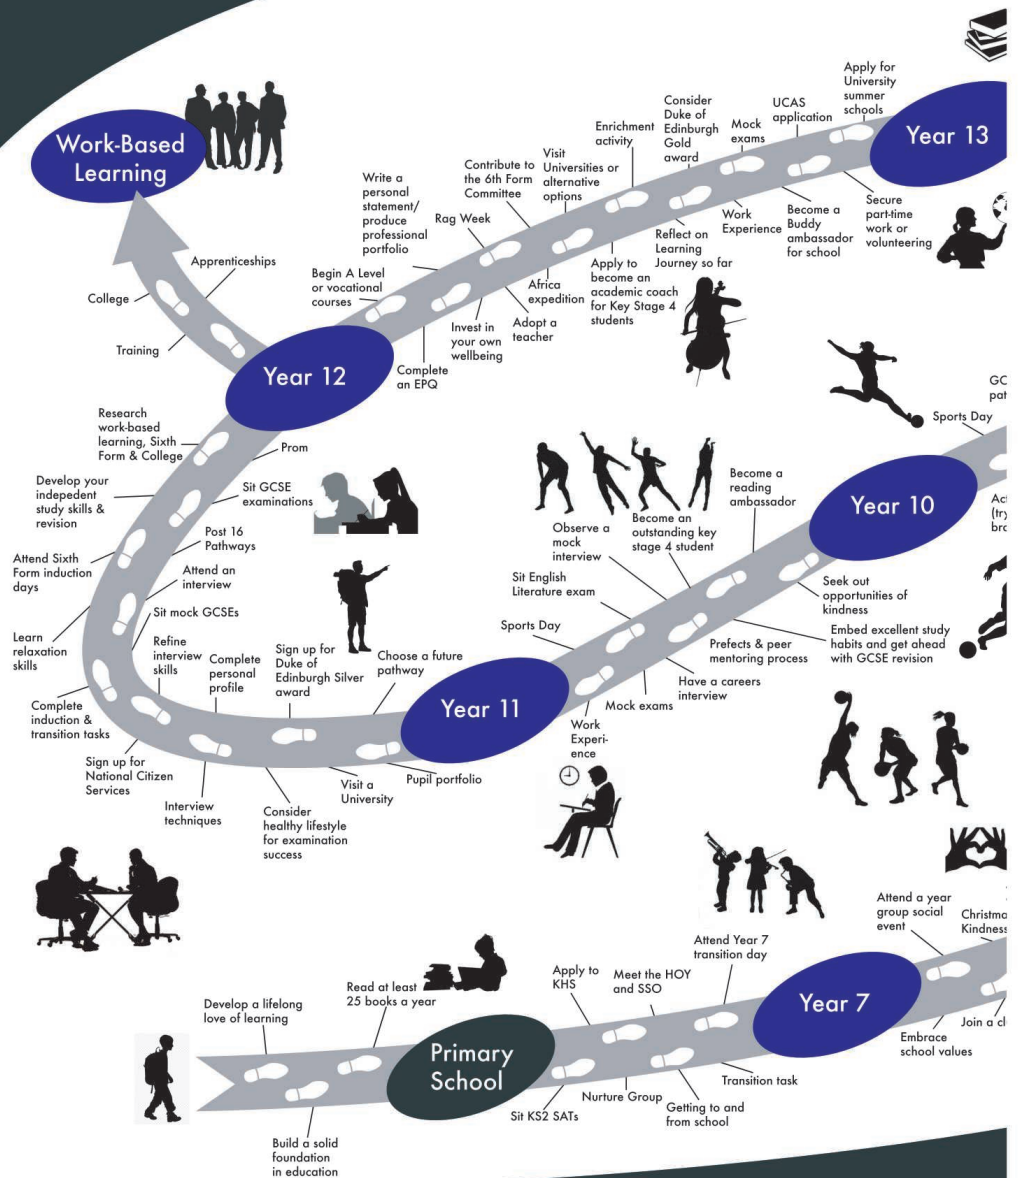 Apply for
University
summer
schools
UCAS
application
Consider
Duke of
Edinburgh
Gold
award
Mock
exams
Year 13
Enrichment
activity
Visit
Universities or
alternative
options
Contribute to
the 6th Form
Committee
Write a
personal
statement/
produce
professional
portfolio
Rag Week
Begin A Level
or vocational
courses
Work-Based
Learning
Secure
part-time
work or
volunteering
Become a
Buddy
ambassador
for school
Work
Experience
Reflect on
Learning
Journey so far
Apply to
become an
academic coach
for Key Stage 4
students
Africa
expedition
Adopt a
teacher
Invest in
your own
wellbeing
Complete
an EPQ
Apprenticeships
College
Training
Year 12
Research
work-based
learning, Sixth
Form & College
Prom
Develop your
indepedent
study skills &
revision
Sit GCSE
examinations
Post 16
Pathways
Attend Sixth
Form induction
days
Attend an
interview
Sit mock GCSEs
Learn
relaxation
skills
Refine
interview
skills
Complete
personal
profile
Sign up for
Duke of
Edinburgh Silver
award
Choose a future
pathway
Complete
induction &
transition tasks
Sign up for
National Citizen
Services
Interview
techniques
Consider
healthy lifestyle
for examination
success
Visit a
University
Pupil portfolio
Year 11
Sports Day
Sit English
Literature exam
Observe a
mock
interview
Become an
outstanding key
stage 4 student
Become a
reading
ambassador
Work
Experi-
ence
Mock exams
Have a careers
interview
Prefects & peer
mentoring process
Embed excellent study
habits and get ahead
with GCSE revision
Seek out
opportunities of
kindness
Year 10
GC
pat
Sports Day
Act
(try
bra
Attend a year
group social
event
Christma
Kindness
Join a cl
Embrace
school values
Year 7
Attend Year 7
transition day
Meet the HOY
and SSO
Apply to
KHS
Transition task
Getting to and
from school
Nurture Group
Sit KS2 SATs
Primary
School
Read at least
25 books a year
Develop a lifelong
love of learning
Build a solid
foundation
in education